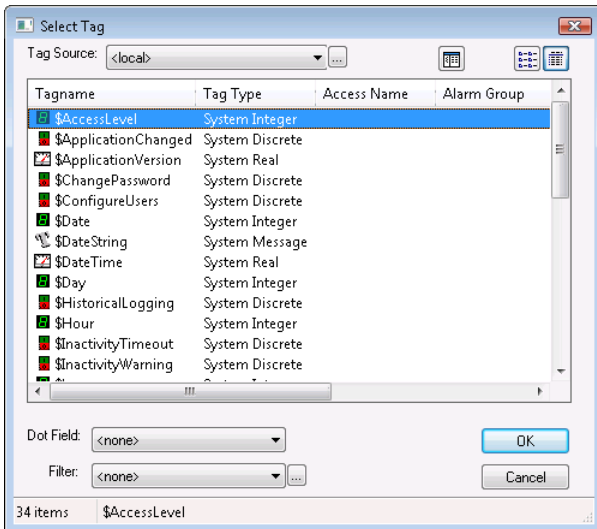 Select Tag
Tag Source: <local> ...
Tagname Tag Type Access Name Alarm Group
$AccessLevel System Integer
$ApplicationChanged System Discrete
$ApplicationVersion System Real
$ChangePassword System Discrete
$ConfigureUsers System Discrete
$Date System Integer
$DateString System Message
$DateTime System Real
$Day System Integer
$HistoricalLogging System Discrete
$Hour System Integer
$InactivityTimeout System Discrete
$InactivityWarning System Discrete
Dot Field: <none> OK
Filter: <none> ... Cancel
34 items $AccessLevel